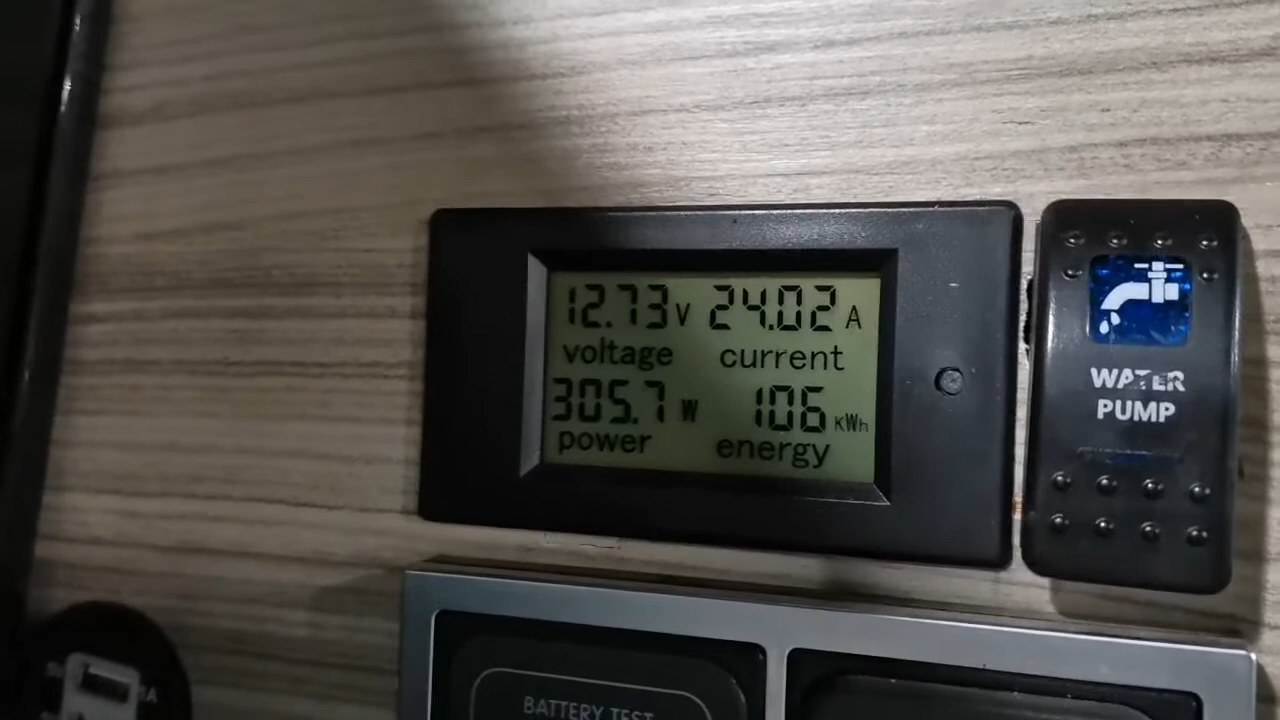 12.73 V 24.02 A
voltage current
305.7 W 106 KWh
power energy
WATER
PUMP
BATTERY TEST